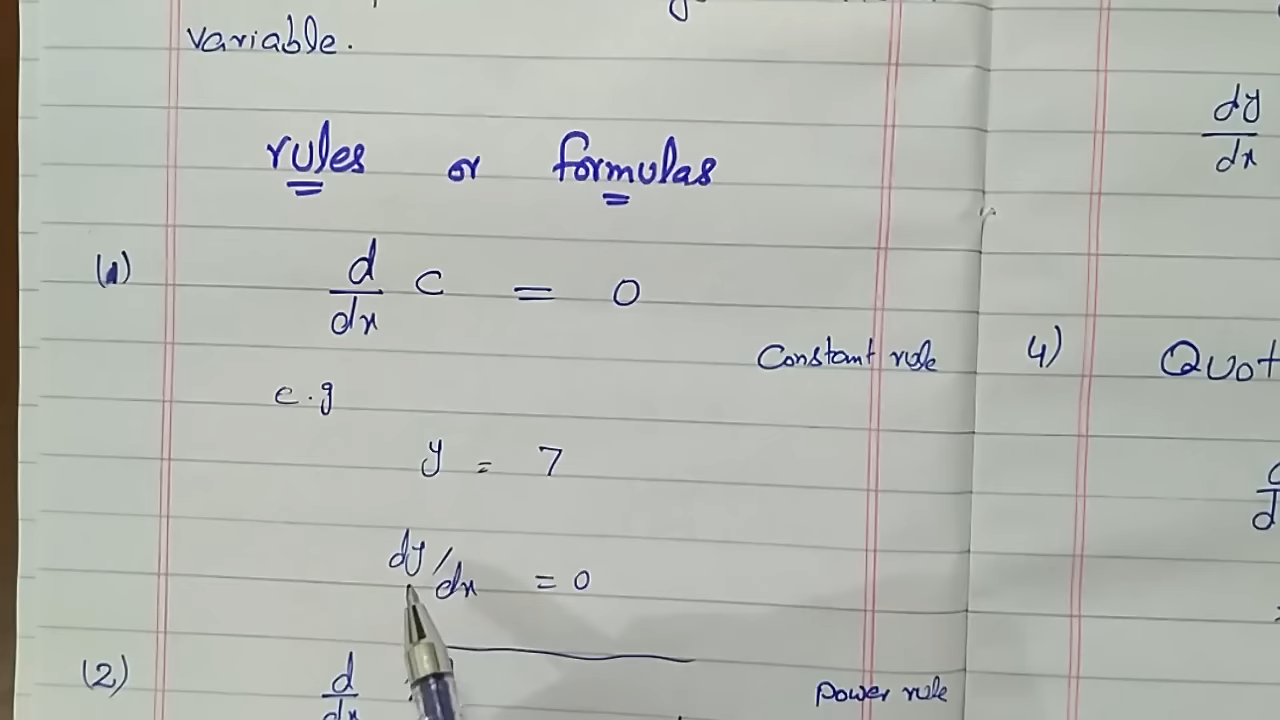 variable.
rules or formulas
(1) d/dx c = 0
Constant rule
e.g
y = 7
dy/dx = 0
(2) d/dx
Power rule
dy/dx
4) Quot
d